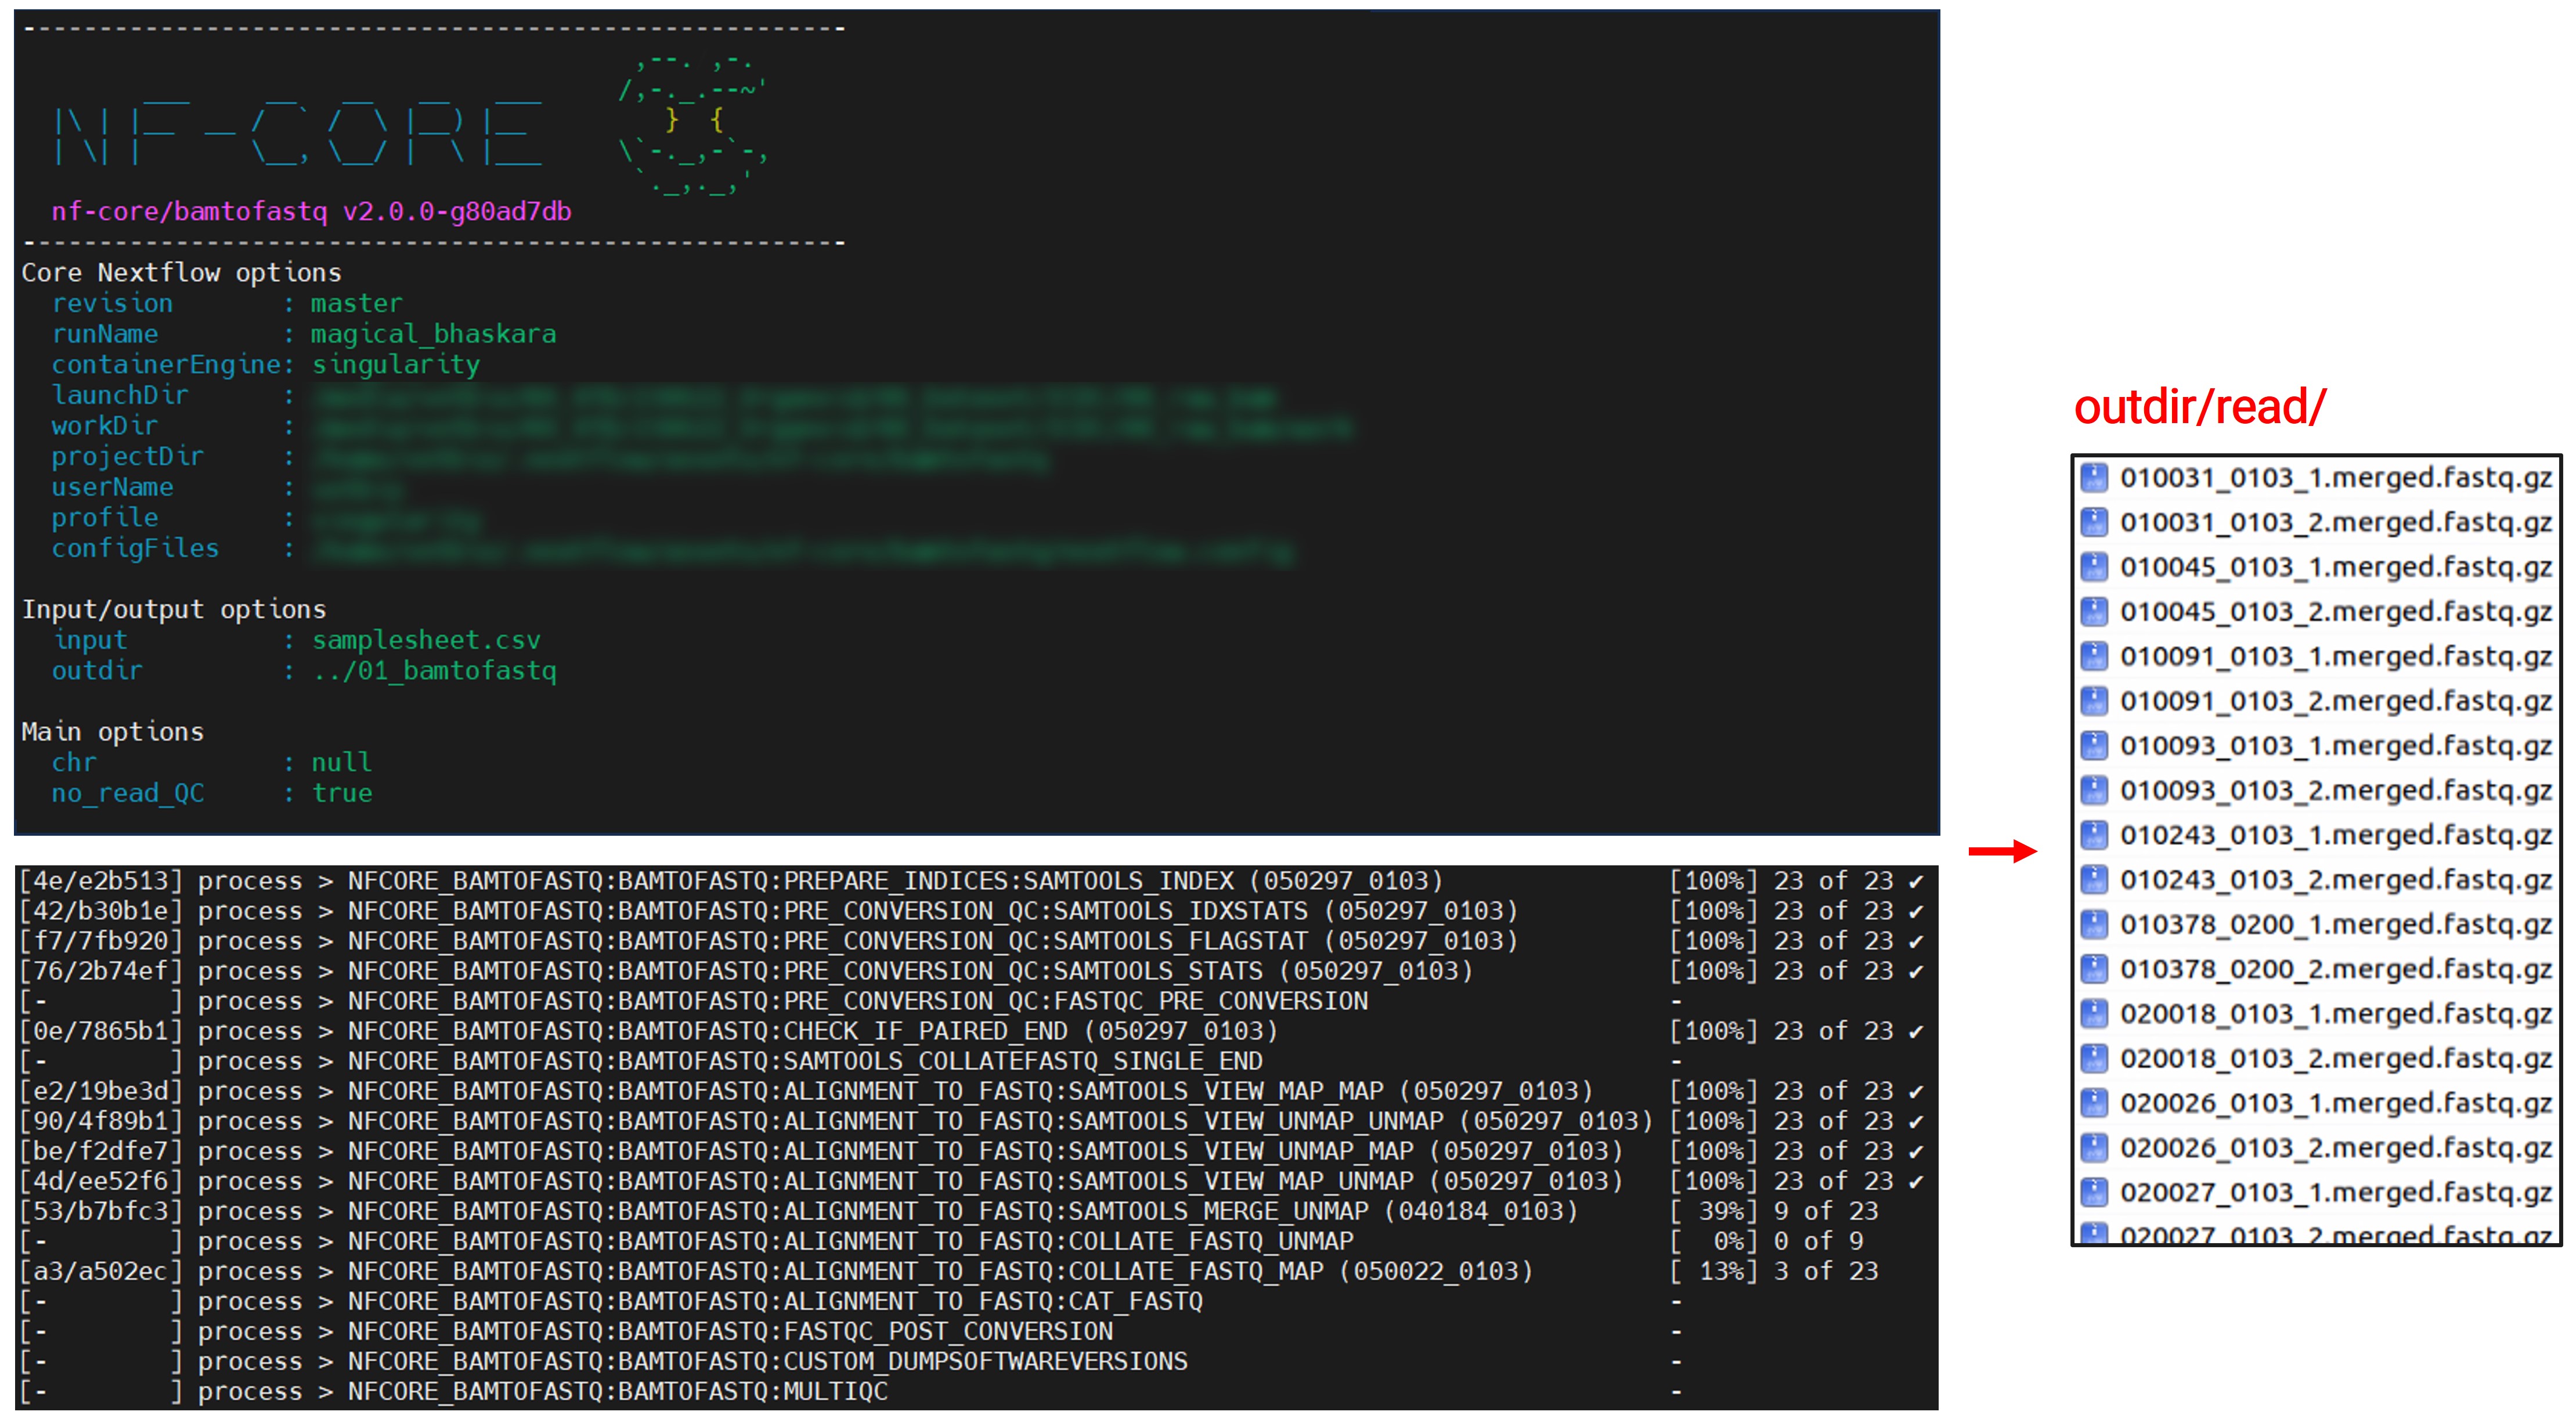 NF-CORE
nf-core/bamtofastq v2.0.0-g80ad7db
Core Nextflow options
revision : master
runName : magical_bhaskara
containerEngine: singularity
launchDir :
workDir :
projectDir :
userName :
profile :
configFiles :
Input/output options
input : samplesheet.csv
outdir : ../01_bamtofastq
Main options
chr : null
no_read_QC : true
[4e/e2b513] process > NFCORE_BAMTOFASTQ:BAMTOFASTQ:PREPARE_INDICES:SAMTOOLS_INDEX (050297_0103) [100%] 23 of 23 ✔
[42/b30b1e] process > NFCORE_BAMTOFASTQ:BAMTOFASTQ:PRE_CONVERSION_QC:SAMTOOLS_IDXSTATS (050297_0103) [100%] 23 of 23 ✔
[f7/7fb920] process > NFCORE_BAMTOFASTQ:BAMTOFASTQ:PRE_CONVERSION_QC:SAMTOOLS_FLAGSTAT (050297_0103) [100%] 23 of 23 ✔
[76/2b74ef] process > NFCORE_BAMTOFASTQ:BAMTOFASTQ:PRE_CONVERSION_QC:SAMTOOLS_STATS (050297_0103) [100%] 23 of 23 ✔
[- ] process > NFCORE_BAMTOFASTQ:BAMTOFASTQ:PRE_CONVERSION_QC:FASTQC_PRE_CONVERSION -
[0e/7865b1] process > NFCORE_BAMTOFASTQ:BAMTOFASTQ:CHECK_IF_PAIRED_END (050297_0103) [100%] 23 of 23 ✔
[- ] process > NFCORE_BAMTOFASTQ:BAMTOFASTQ:SAMTOOLS_COLLATEFASTQ_SINGLE_END -
[e2/19be3d] process > NFCORE_BAMTOFASTQ:BAMTOFASTQ:ALIGNMENT_TO_FASTQ:SAMTOOLS_VIEW_MAP_MAP (050297_0103) [100%] 23 of 23 ✔
[90/4f89b1] process > NFCORE_BAMTOFASTQ:BAMTOFASTQ:ALIGNMENT_TO_FASTQ:SAMTOOLS_VIEW_UNMAP_UNMAP (050297_0103) [100%] 23 of 23 ✔
[be/f2dfe7] process > NFCORE_BAMTOFASTQ:BAMTOFASTQ:ALIGNMENT_TO_FASTQ:SAMTOOLS_VIEW_UNMAP_MAP (050297_0103) [100%] 23 of 23 ✔
[4d/ee52f6] process > NFCORE_BAMTOFASTQ:BAMTOFASTQ:ALIGNMENT_TO_FASTQ:SAMTOOLS_VIEW_MAP_UNMAP (050297_0103) [100%] 23 of 23 ✔
[53/b7bfc3] process > NFCORE_BAMTOFASTQ:BAMTOFASTQ:ALIGNMENT_TO_FASTQ:SAMTOOLS_MERGE_UNMAP (040184_0103) [ 39%] 9 of 23
[- ] process > NFCORE_BAMTOFASTQ:BAMTOFASTQ:ALIGNMENT_TO_FASTQ:COLLATE_FASTQ_UNMAP [ 0%] 0 of 9
[a3/a502ec] process > NFCORE_BAMTOFASTQ:BAMTOFASTQ:ALIGNMENT_TO_FASTQ:COLLATE_FASTQ_MAP (050022_0103) [ 13%] 3 of 23
[- ] process > NFCORE_BAMTOFASTQ:BAMTOFASTQ:ALIGNMENT_TO_FASTQ:CAT_FASTQ -
[- ] process > NFCORE_BAMTOFASTQ:BAMTOFASTQ:FASTQC_POST_CONVERSION -
[- ] process > NFCORE_BAMTOFASTQ:BAMTOFASTQ:CUSTOM_DUMPSOFTWAREVERSIONS -
[- ] process > NFCORE_BAMTOFASTQ:BAMTOFASTQ:MULTIQC -
outdir/read/
010031_0103_1.merged.fastq.gz
010031_0103_2.merged.fastq.gz
010045_0103_1.merged.fastq.gz
010045_0103_2.merged.fastq.gz
010091_0103_1.merged.fastq.gz
010091_0103_2.merged.fastq.gz
010093_0103_1.merged.fastq.gz
010093_0103_2.merged.fastq.gz
010243_0103_1.merged.fastq.gz
010243_0103_2.merged.fastq.gz
010378_0200_1.merged.fastq.gz
010378_0200_2.merged.fastq.gz
020018_0103_1.merged.fastq.gz
020018_0103_2.merged.fastq.gz
020026_0103_1.merged.fastq.gz
020026_0103_2.merged.fastq.gz
020027_0103_1.merged.fastq.gz
020027_0103_2.merged.fastq.gz